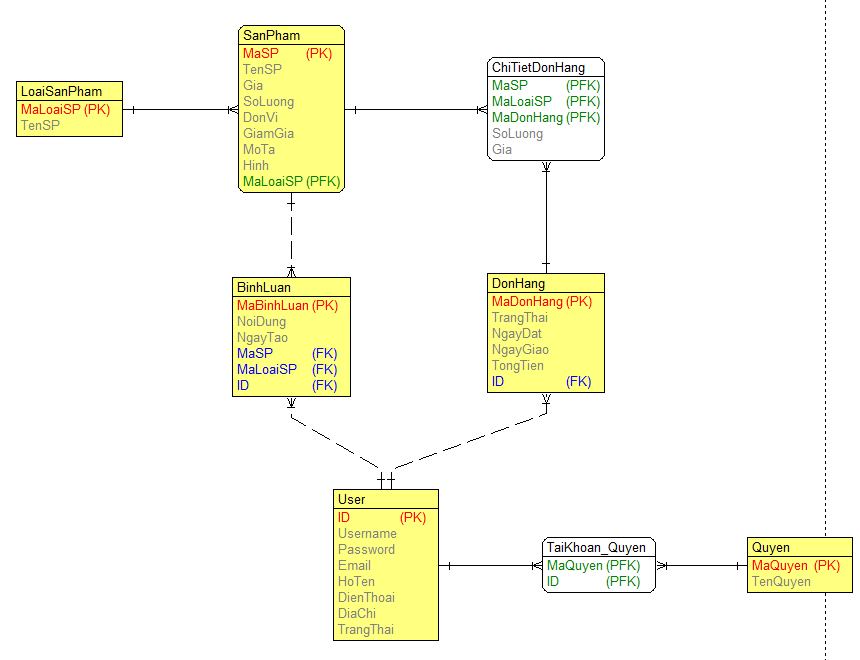 SanPham
MaSP (PK)
TenSP
Gia
SoLuong
DonVi
GiamGia
MoTa
Hinh
MaLoaiSP (PFK)
LoaiSanPham
MaLoaiSP (PK)
TenSP
ChiTietDonHang
MaSP (PFK)
MaLoaiSP (PFK)
MaDonHang (PFK)
SoLuong
Gia
BinhLuan
MaBinhLuan (PK)
NoiDung
NgayTao
MaSP (FK)
MaLoaiSP (FK)
ID (FK)
DonHang
MaDonHang (PK)
TrangThai
NgayDat
NgayGiao
TongTien
ID (FK)
User
ID (PK)
Username
Password
Email
HoTen
DienThoai
DiaChi
TrangThai
TaiKhoan_Quyen
MaQuyen (PFK)
ID (PFK)
Quyen
MaQuyen (PK)
TenQuyen